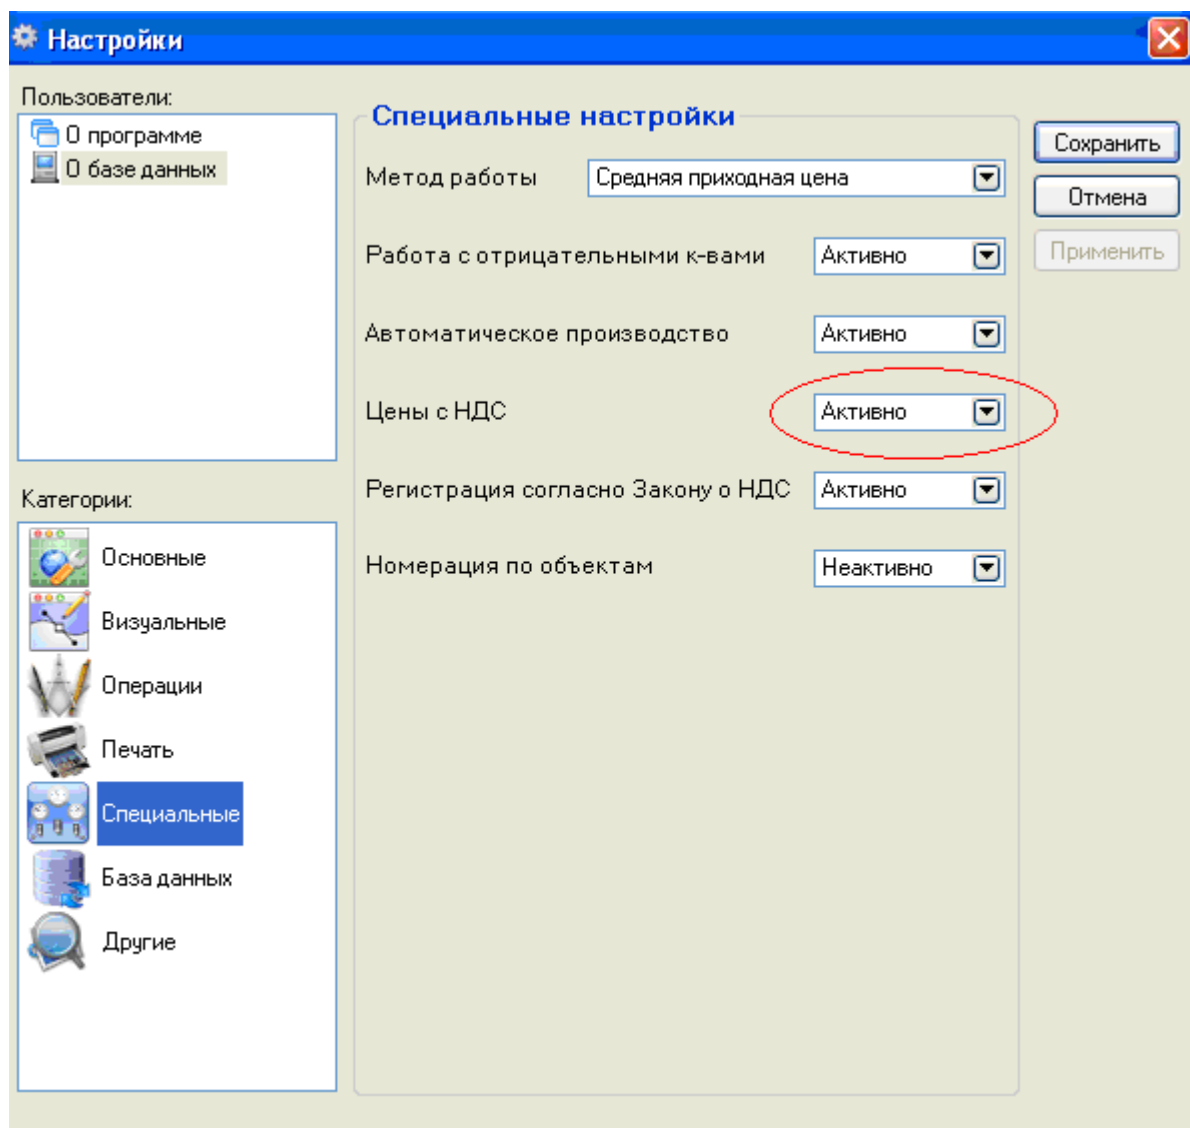 Настройки
Пользователи:
О программе
О базе данных
Специальные настройки
Метод работы Средняя приходная цена
Работа с отрицательными к-вами Активно
Автоматическое производство Активно
Цены с НДС Активно
Регистрация согласно Закону о НДС Активно
Номерация по объектам Неактивно
Сохранить
Отмена
Применить
Категории:
Основные
Визуальные
Операции
Печать
Специальные
База данных
Другие